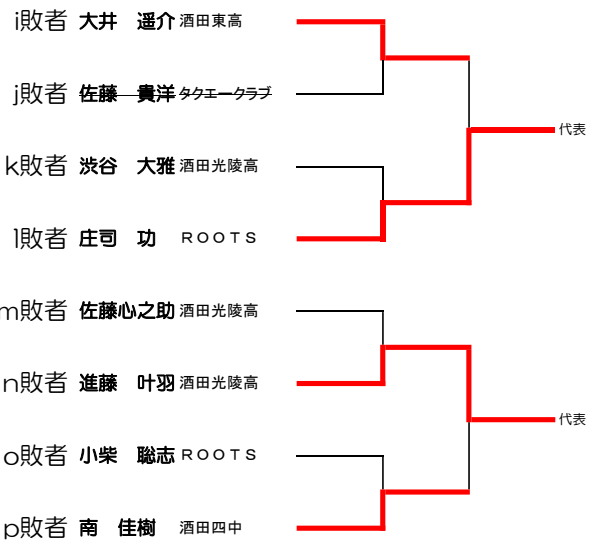 i敗者 大井 遥介 酒田東高
j敗者 佐藤 貴洋 タクエークラブ
代表
k敗者 渋谷 大雅 酒田光陵高
l敗者 庄司 功 ＲＯＯＴＳ
m敗者 佐藤心之助 酒田光陵高
n敗者 進藤 叶羽 酒田光陵高
代表
o敗者 小柴 聡志 ＲＯＯＴＳ
p敗者 南 佳樹 酒田四中